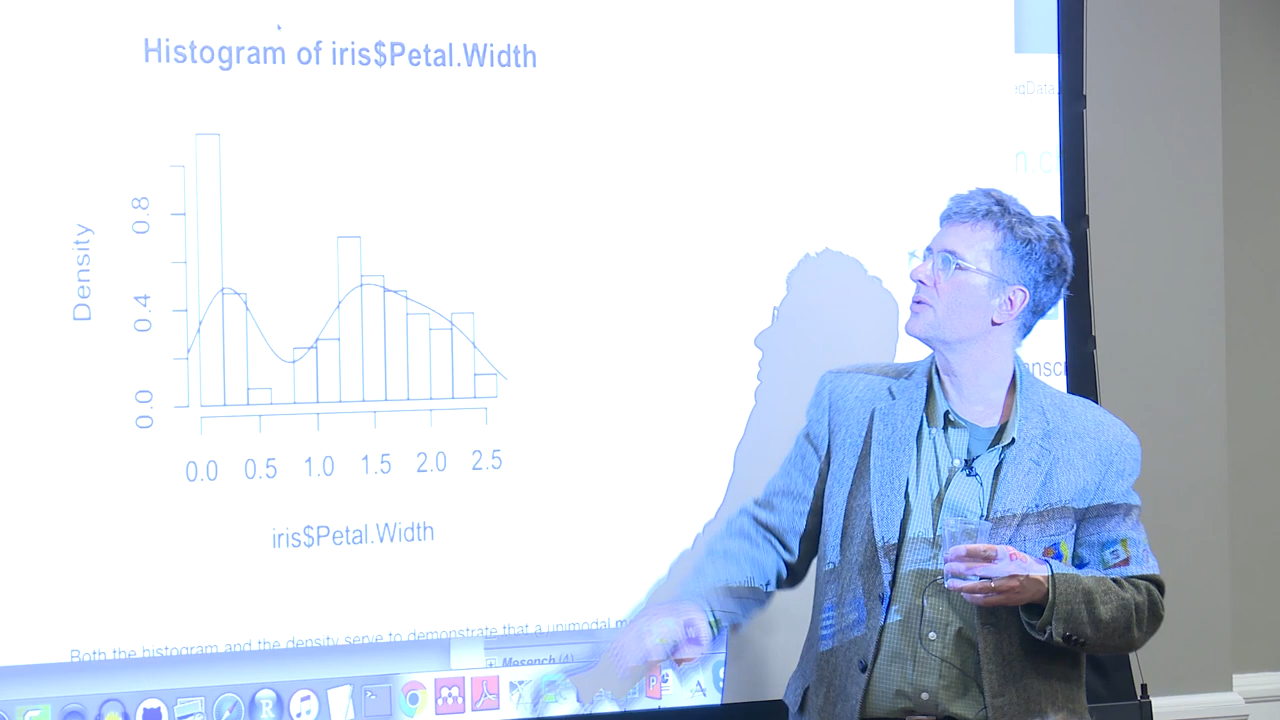 Histogram of iris$Petal.Width
Density
0.8
0.4
0.0
0.0 0.5 1.0 1.5 2.0 2.5
iris$Petal.Width
Both the histogram and the density serve to demonstrate that a unimodal
Mesench (4)